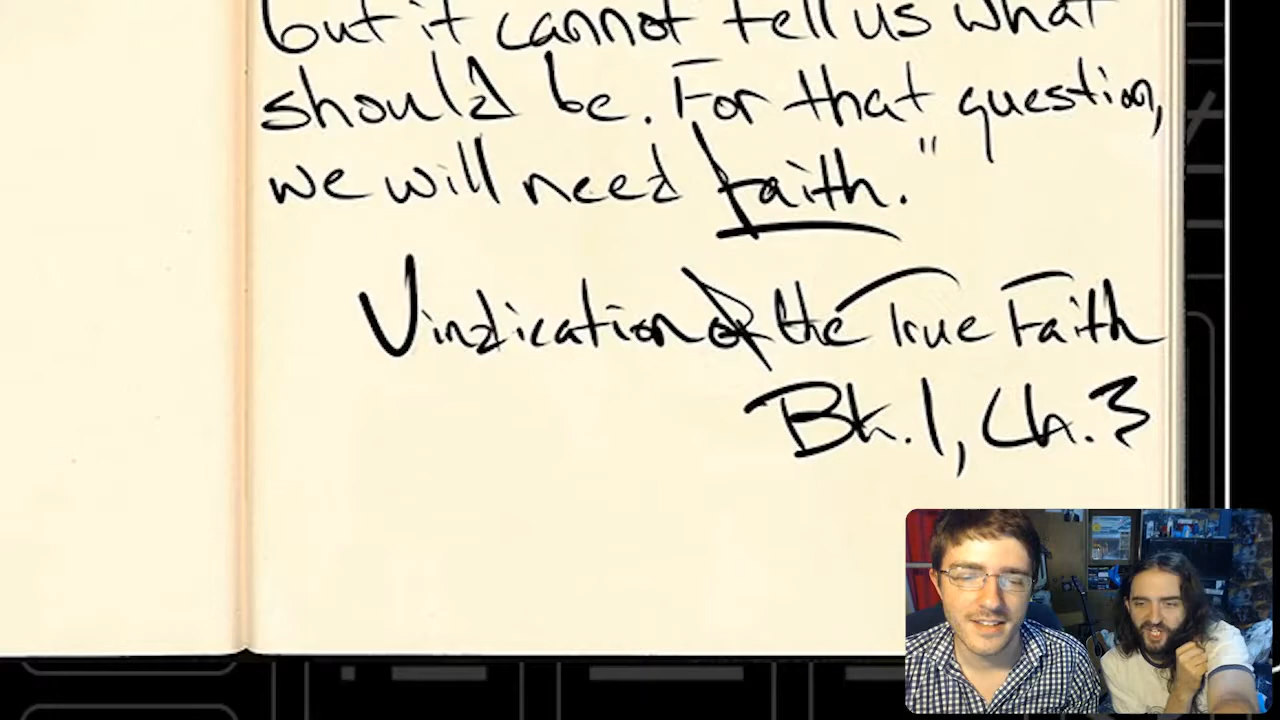 but it cannot tell us what
should be. For that question,
we will need faith."
Vindication of the True Faith
Bk. 1, Ch. 3